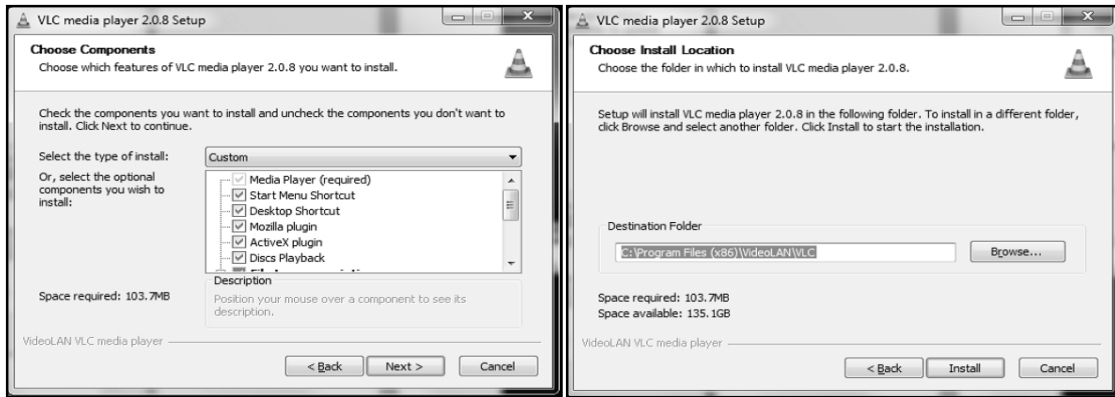 VLC media player 2.0.8 Setup
Choose Components
Choose which features of VLC media player 2.0.8 you want to install.
Check the components you want to install and uncheck the components you don't want to
install. Click Next to continue.
Select the type of install:
Custom
Or, select the optional
components you wish to
install:
Media Player (required)
Start Menu Shortcut
Desktop Shortcut
Mozilla plugin
ActiveX plugin
Discs Playback
Space required: 103.7MB
Description
Position your mouse over a component to see its
description.
VideoLAN VLC media player
< Back
Next >
Cancel
VLC media player 2.0.8 Setup
Choose Install Location
Choose the folder in which to install VLC media player 2.0.8.
Setup will install VLC media player 2.0.8 in the following folder. To install in a different folder,
click Browse and select another folder. Click Install to start the installation.
Destination Folder
C:\Program Files (x86)\VideoLAN\VLC
Browse...
Space required: 103.7MB
Space available: 135.1GB
VideoLAN VLC media player
< Back
Install
Cancel